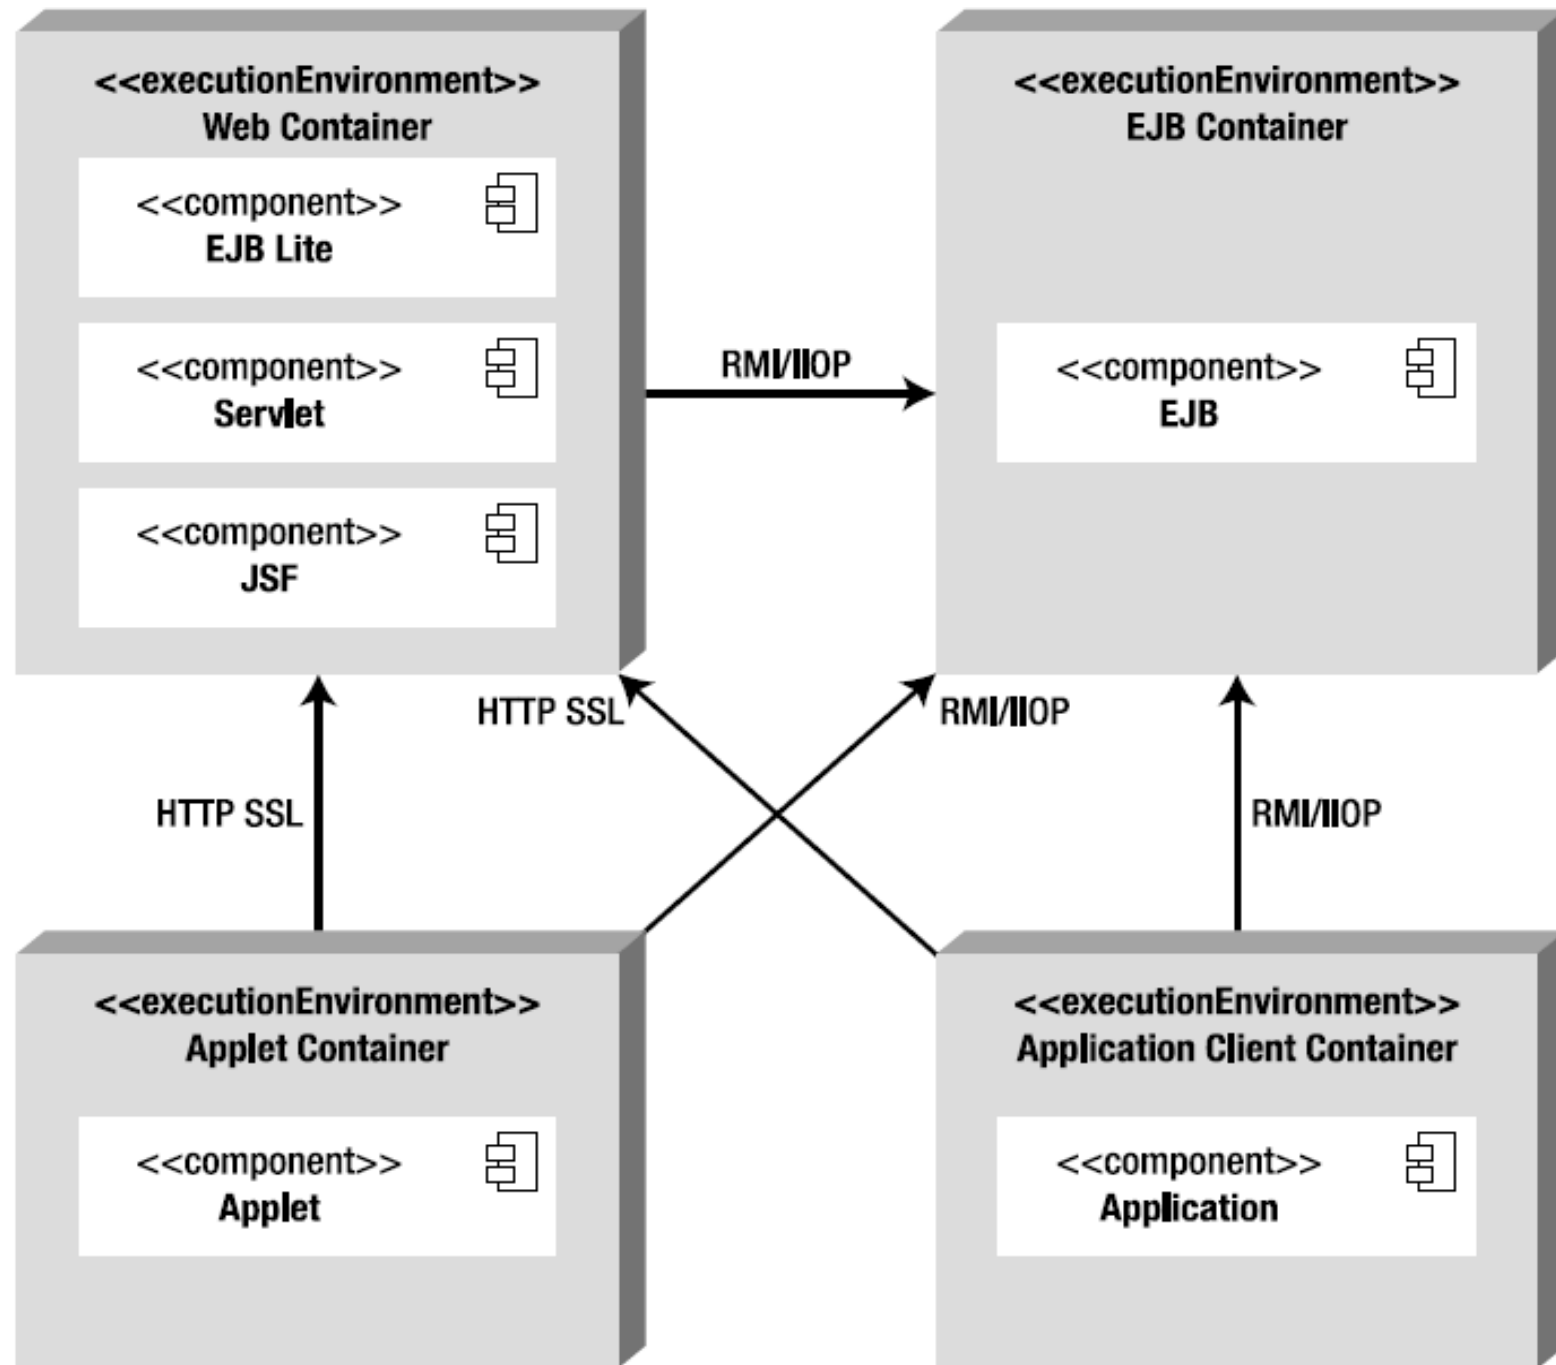 <<executionEnvironment>>
Web Container
<<component>>
EJB Lite
<<component>>
Servlet
<<component>>
JSF
RMI/IIOP
<<executionEnvironment>>
EJB Container
<<component>>
EJB
HTTP SSL
RMI/IIOP
HTTP SSL
RMI/IIOP
<<executionEnvironment>>
Applet Container
<<component>>
Applet
<<executionEnvironment>>
Application Client Container
<<component>>
Application